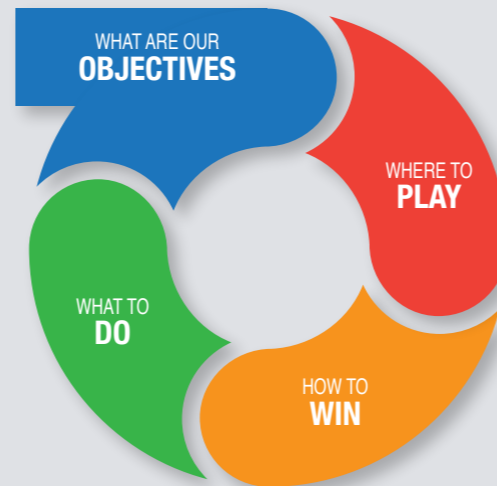 WHAT ARE OUR
OBJECTIVES
WHERE TO
PLAY
HOW TO
WIN
WHAT TO
DO